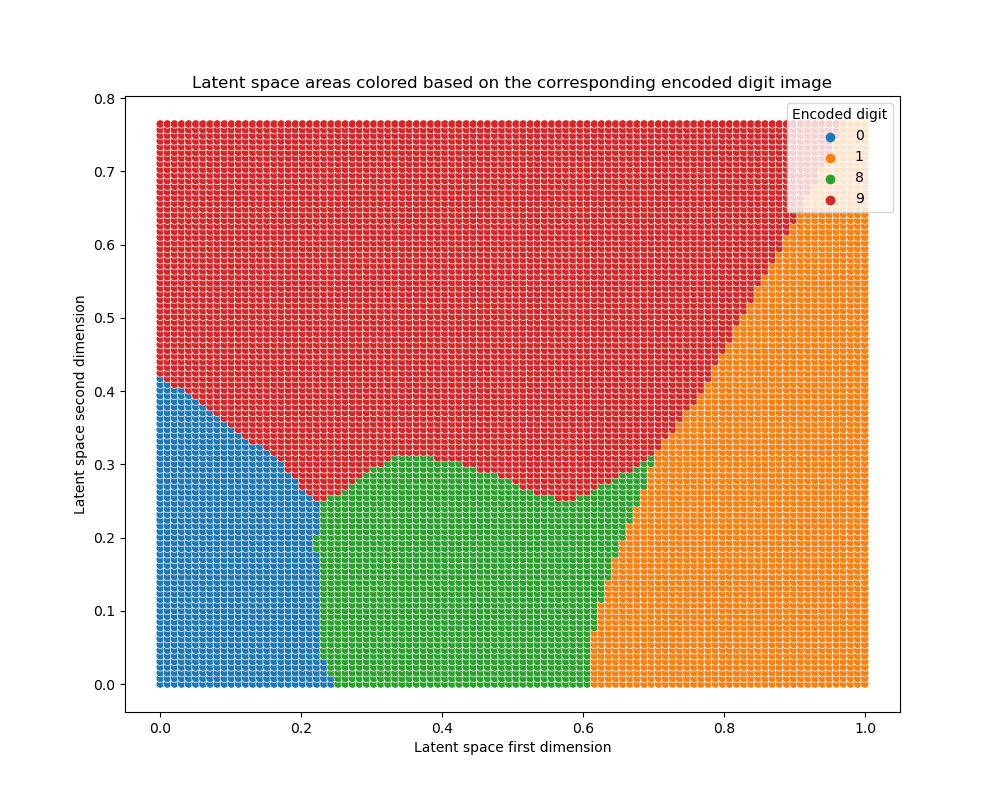 Latent space areas colored based on the corresponding encoded digit image
Encoded digit
0
1
8
9
Latent space second dimension
0.8
0.7
0.6
0.5
0.4
0.3
0.2
0.1
0.0
0.0 0.2 0.4 0.6 0.8 1.0
Latent space first dimension